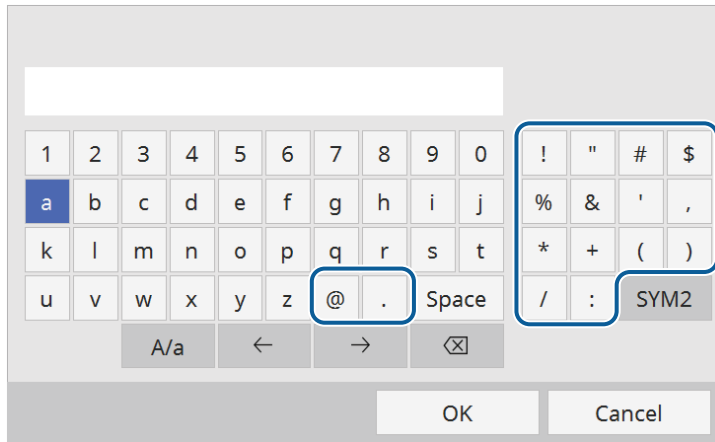 1 2 3 4 5 6 7 8 9 0 ! " # $
a b c d e f g h i j % & ' ,
k l m n o p q r s t * + ( )
u v w x y z @ . Space / : SYM2
A/a ← → ⌫
OK Cancel